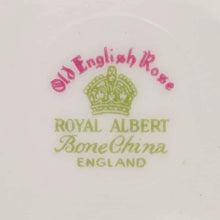 Old English Rose
ROYAL ALBERT
Bone China
ENGLAND